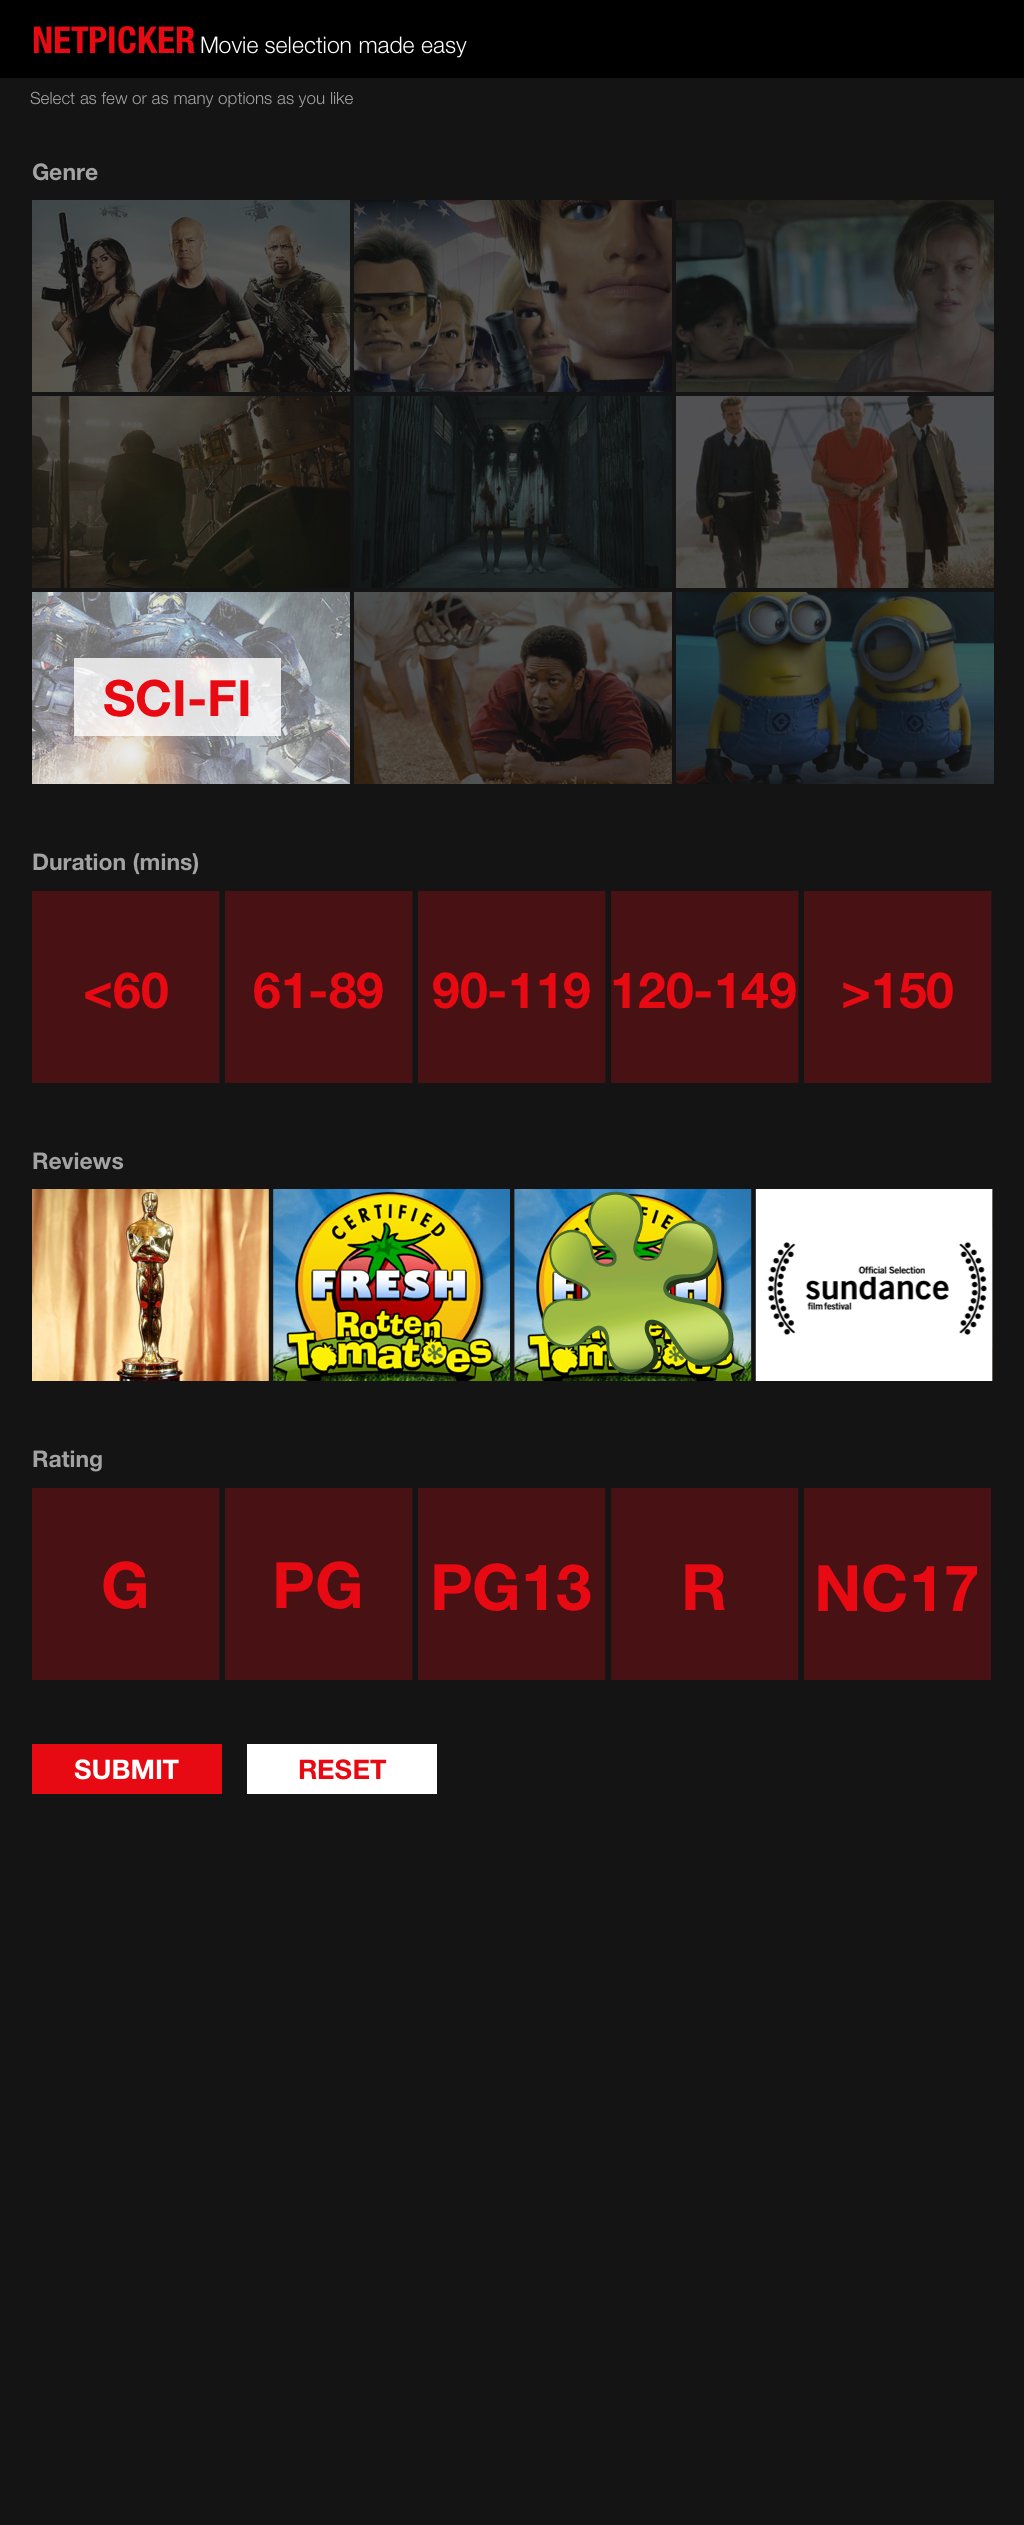 NETPICKER Movie selection made easy
Select as few or as many options as you like
Genre
SCI-FI
Duration (mins)
<60 61-89 90-119 120-149 >150
Reviews
CERTIFIED
FRESH
Rotten
Tomatoes
Official Selection
sundance
film festival
Rating
G PG PG13 R NC17
SUBMIT RESET